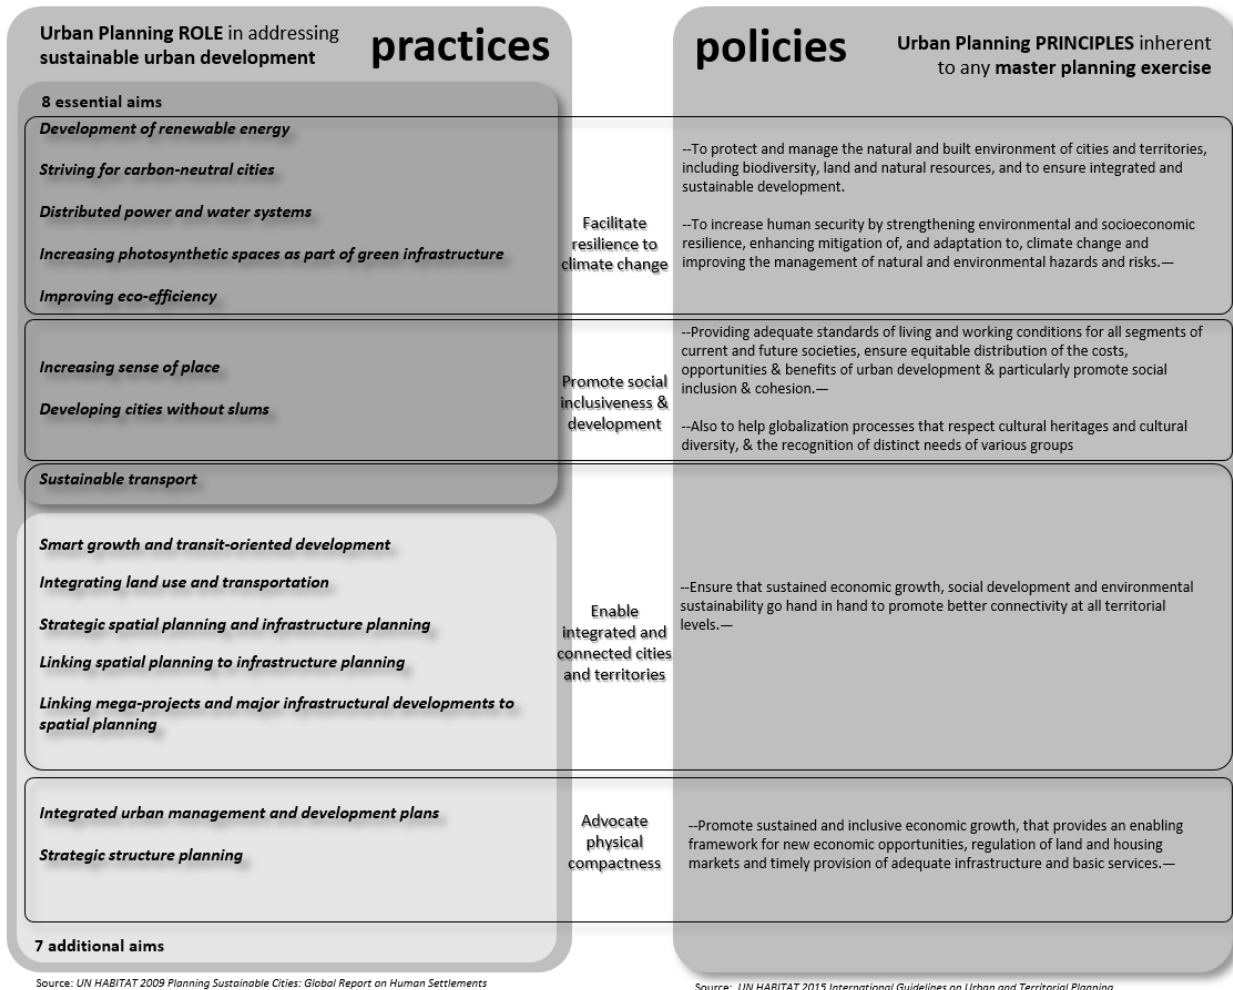 Urban Planning ROLE in addressing
sustainable urban development
practices
policies
Urban Planning PRINCIPLES inherent
to any master planning exercise
8 essential aims
Development of renewable energy
Striving for carbon-neutral cities
Distributed power and water systems
Increasing photosynthetic spaces as part of green infrastructure
Improving eco-efficiency
Facilitate
resilience to
climate change
--To protect and manage the natural and built environment of cities and territories,
including biodiversity, land and natural resources, and to ensure integrated and
sustainable development.
--To increase human security by strengthening environmental and socioeconomic
resilience, enhancing mitigation of, and adaptation to, climate change and
improving the management of natural and environmental hazards and risks.—
Increasing sense of place
Developing cities without slums
Promote social
inclusiveness &
development
--Providing adequate standards of living and working conditions for all segments of
current and future societies, ensure equitable distribution of the costs,
opportunities & benefits of urban development & particularly promote social
inclusion & cohesion.—
--Also to help globalization processes that respect cultural heritages and cultural
diversity, & the recognition of distinct needs of various groups
Sustainable transport
Smart growth and transit-oriented development
Integrating land use and transportation
Strategic spatial planning and infrastructure planning
Linking spatial planning to infrastructure planning
Linking mega-projects and major infrastructural developments to
spatial planning
Enable
integrated and
connected cities
and territories
--Ensure that sustained economic growth, social development and environmental
sustainability go hand in hand to promote better connectivity at all territorial
levels.—
Integrated urban management and development plans
Strategic structure planning
Advocate
physical
compactness
--Promote sustained and inclusive economic growth, that provides an enabling
framework for new economic opportunities, regulation of land and housing
markets and timely provision of adequate infrastructure and basic services.—
7 additional aims
Source: UN HABITAT 2009 Planning Sustainable Cities: Global Report on Human Settlements
Source: UN HABITAT 2015 International Guidelines on Urban and Territorial Planning